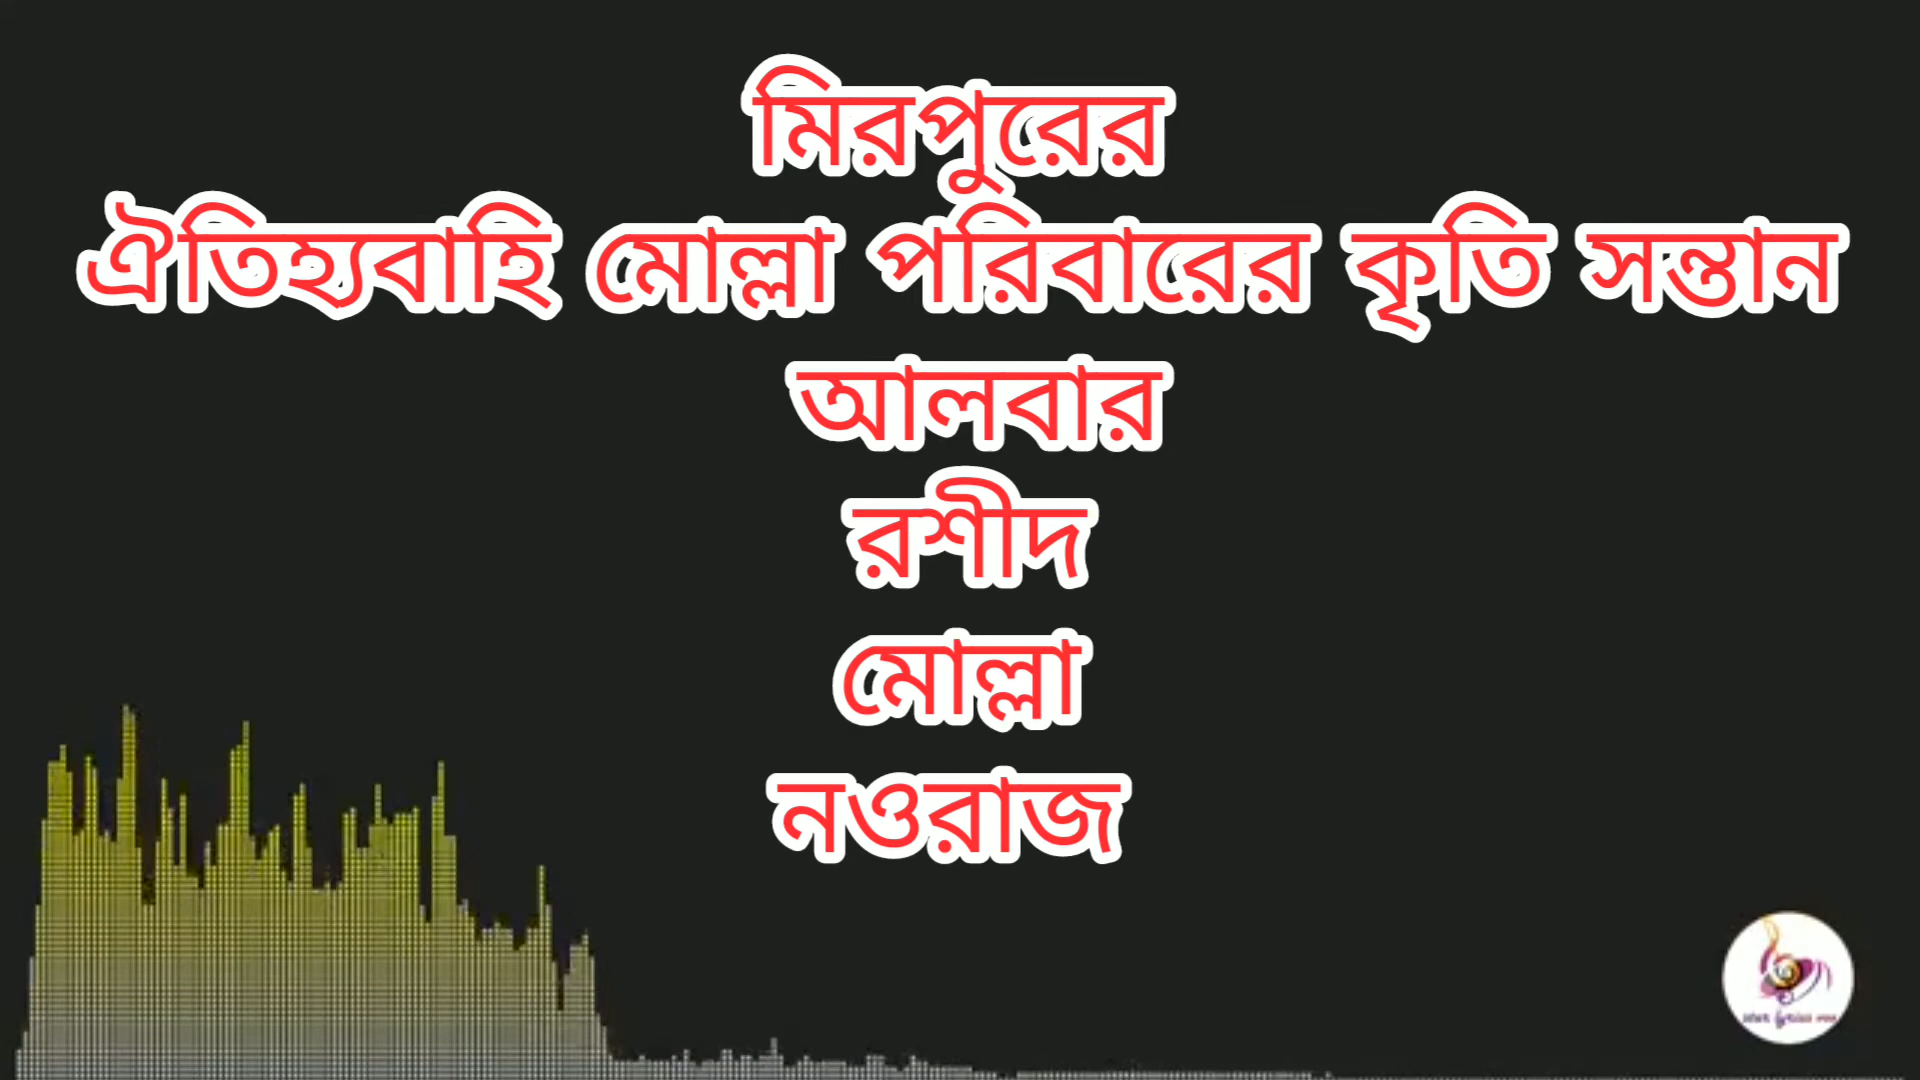 মিরপুরের
ঐতিহ্যবাহি মোল্লা পরিবারের কৃতি সন্তান
আলবার
রশীদ
মোল্লা
নওরাজ